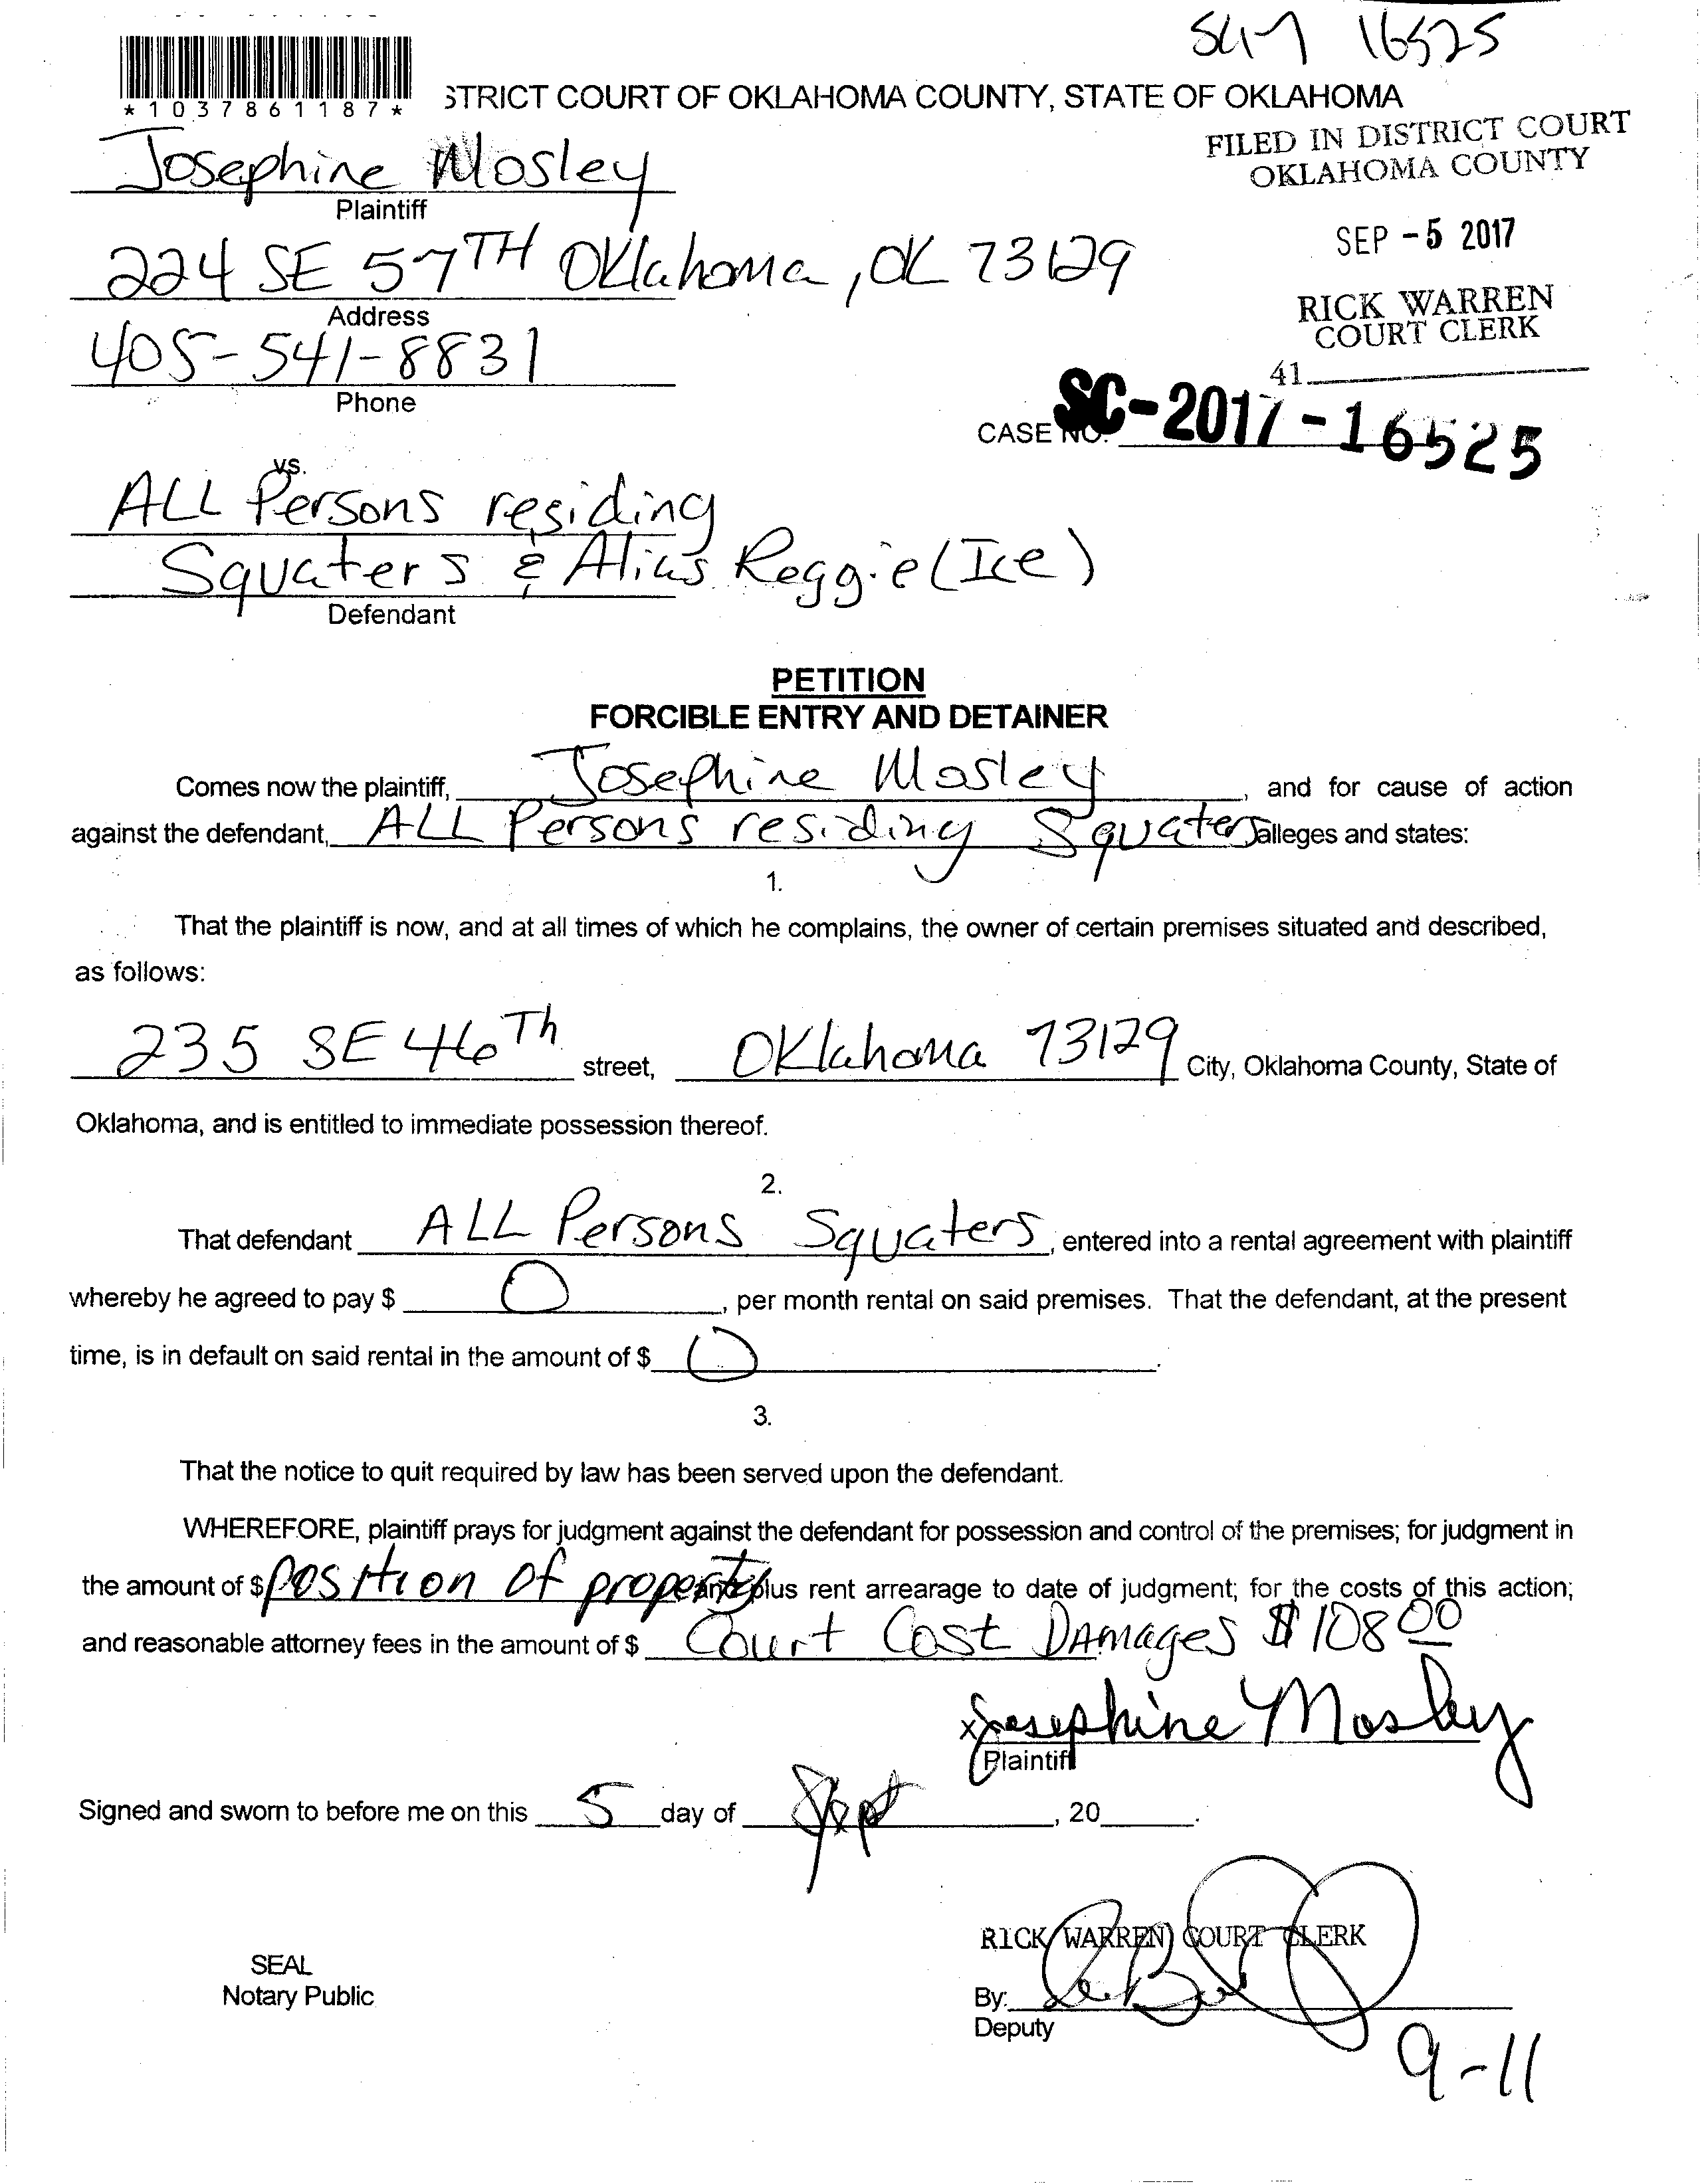 16525
*1037861187*
STRICT COURT OF OKLAHOMA COUNTY, STATE OF OKLAHOMA
FILED IN DISTRICT COURT
OKLAHOMA COUNTY
Josephine Mosley
Plaintiff
SEP -5 2017
224 SE 57TH Oklahoma, OK 73129
Address
RICK WARREN
COURT CLERK
405-541-8831
Phone
41
CASE NO. SC-2017-16525
vs.
ALL Persons residing
Squaters & Alias Reggie (Ice)
Defendant
PETITION
FORCIBLE ENTRY AND DETAINER
Comes now the plaintiff, Josephine Mosley, and for cause of action
against the defendant, ALL Persons residing Squaters alleges and states:
1.
That the plaintiff is now, and at all times of which he complains, the owner of certain premises situated and described,
as follows:
235 SE 46Th street, Oklahoma 73129 City, Oklahoma County, State of
Oklahoma, and is entitled to immediate possession thereof.
2.
That defendant ALL Persons Squaters, entered into a rental agreement with plaintiff
whereby he agreed to pay $ 0, per month rental on said premises. That the defendant, at the present
time, is in default on said rental in the amount of $ 0.
3.
That the notice to quit required by law has been served upon the defendant.
WHEREFORE, plaintiff prays for judgment against the defendant for possession and control of the premises; for judgment in
the amount of $ position of property and plus rent arrearage to date of judgment; for the costs of this action;
and reasonable attorney fees in the amount of $ Court Cost DAmages $108 00
x Josephine Mosley
Plaintiff
Signed and sworn to before me on this 5 day of Sept, 20 .
RICK WARREN COURT CLERK
SEAL
Notary Public
By:
Deputy
9-11